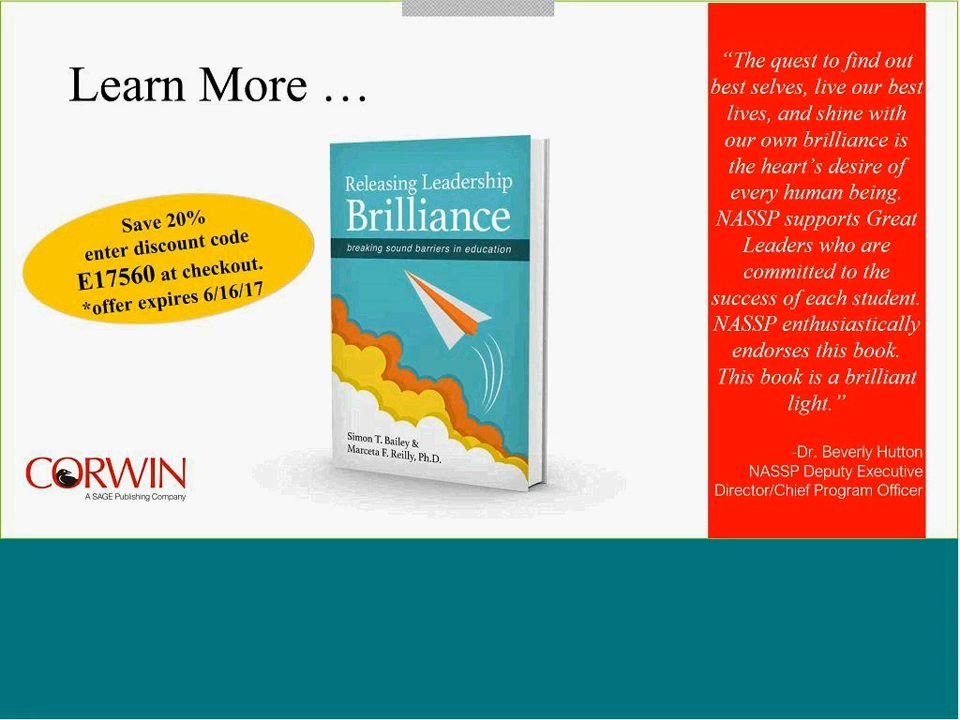 Learn More …
Save 20%
enter discount code
E17560 at checkout.
*offer expires 6/16/17
Releasing Leadership
Brilliance
breaking sound barriers in education
Simon T. Bailey &
Marceta F. Reilly, Ph.D.
CORWIN
A SAGE Publishing Company
“The quest to find out
best selves, live our best
lives, and shine with
our own brilliance is
the heart’s desire of
every human being.
NASSP supports Great
Leaders who are
committed to the
success of each student.
NASSP enthusiastically
endorses this book.
This book is a brilliant
light.”
-Dr. Beverly Hutton
NASSP Deputy Executive
Director/Chief Program Officer